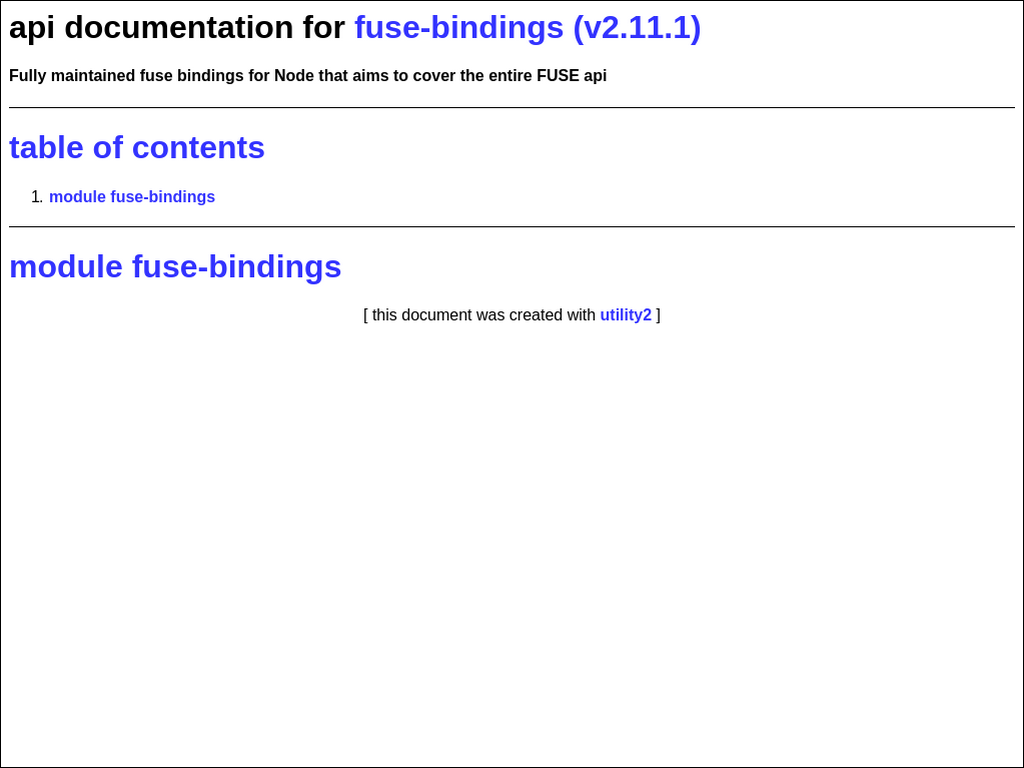 api documentation for fuse-bindings (v2.11.1)
Fully maintained fuse bindings for Node that aims to cover the entire FUSE api
table of contents
1. module fuse-bindings
module fuse-bindings
[ this document was created with utility2 ]